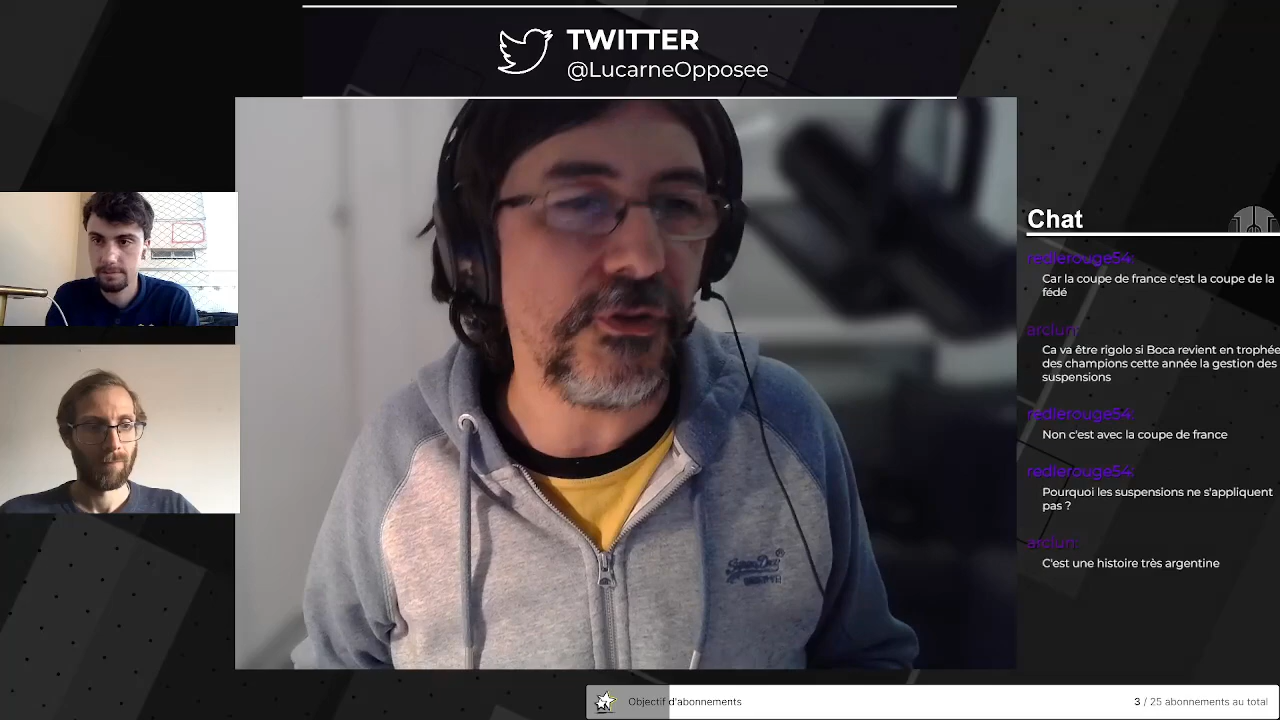 TWITTER
@LucarneOpposee
Chat
redlerouge54:
Car la coupe de france c'est la coupe de la
fédé
arciun:
Ca va être rigolo si Boca revient en trophée
des champions cette année la gestion des
suspensions
redlerouge54:
Non c'est avec la coupe de france
redlerouge54:
Pourquoi les suspensions ne s'appliquent
pas ?
arciun:
C'est une histoire très argentine
Objectif d'abonnements
3 / 25 abonnements au total